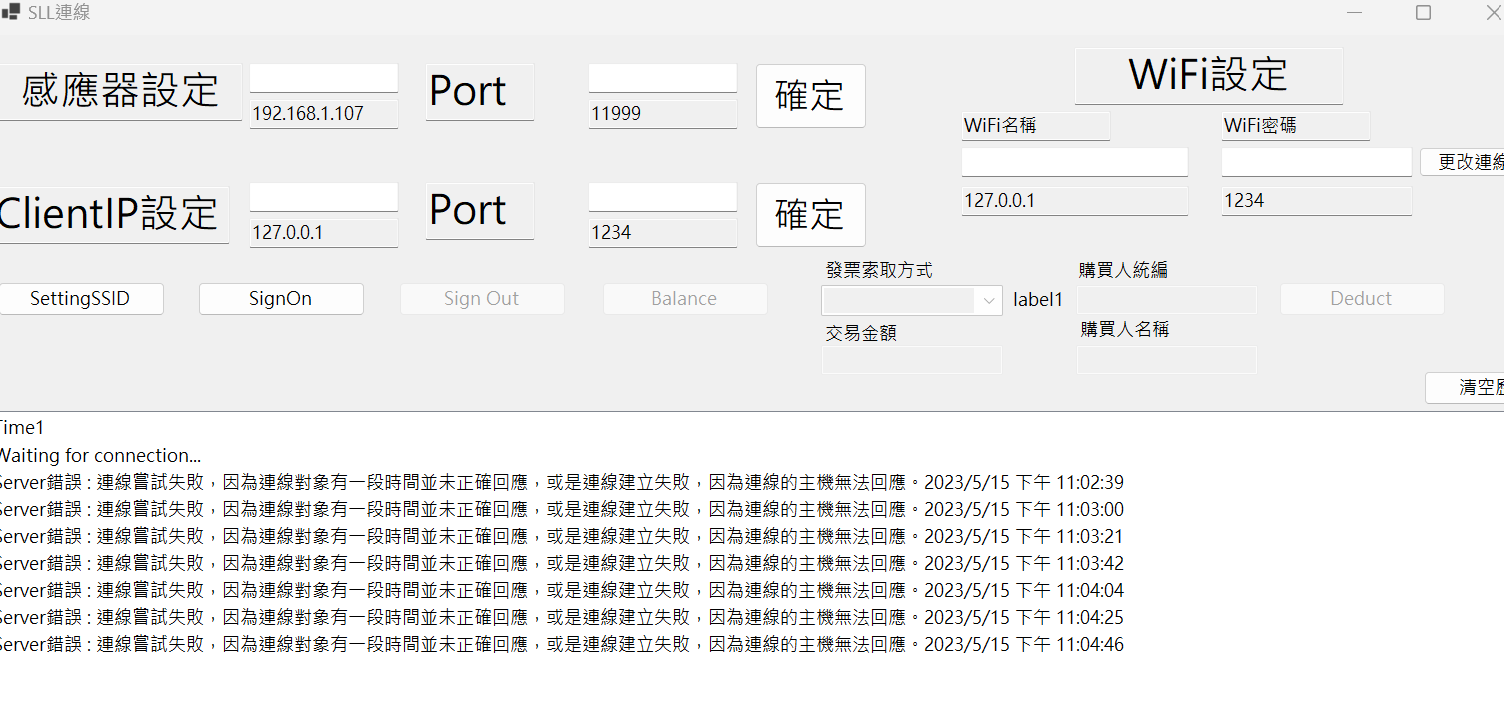 SLL連線
感應器設定
192.168.1.107
Port
11999
確定
WiFi設定
WiFi名稱
WiFi密碼
更改連線
127.0.0.1
1234
ClientIP設定
127.0.0.1
Port
1234
確定
SettingSSID
SignOn
Sign Out
Balance
發票索取方式
label1
購買人統編
Deduct
交易金額
購買人名稱
清空歷
Time1
Waiting for connection...
Server錯誤 : 連線嘗試失敗，因為連線對象有一段時間並未正確回應，或是連線建立失敗，因為連線的主機無法回應。2023/5/15 下午 11:02:39
Server錯誤 : 連線嘗試失敗，因為連線對象有一段時間並未正確回應，或是連線建立失敗，因為連線的主機無法回應。2023/5/15 下午 11:03:00
Server錯誤 : 連線嘗試失敗，因為連線對象有一段時間並未正確回應，或是連線建立失敗，因為連線的主機無法回應。2023/5/15 下午 11:03:21
Server錯誤 : 連線嘗試失敗，因為連線對象有一段時間並未正確回應，或是連線建立失敗，因為連線的主機無法回應。2023/5/15 下午 11:03:42
Server錯誤 : 連線嘗試失敗，因為連線對象有一段時間並未正確回應，或是連線建立失敗，因為連線的主機無法回應。2023/5/15 下午 11:04:04
Server錯誤 : 連線嘗試失敗，因為連線對象有一段時間並未正確回應，或是連線建立失敗，因為連線的主機無法回應。2023/5/15 下午 11:04:25
Server錯誤 : 連線嘗試失敗，因為連線對象有一段時間並未正確回應，或是連線建立失敗，因為連線的主機無法回應。2023/5/15 下午 11:04:46